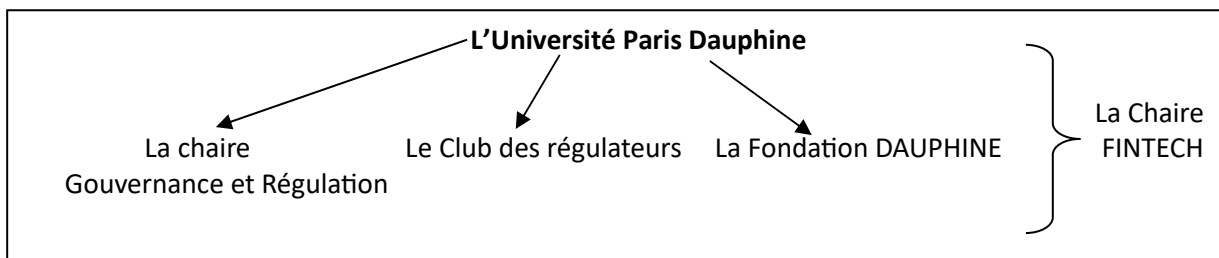 L’Université Paris Dauphine
La chaire
Gouvernance et Régulation
Le Club des régulateurs
La Fondation DAUPHINE
La Chaire
FINTECH